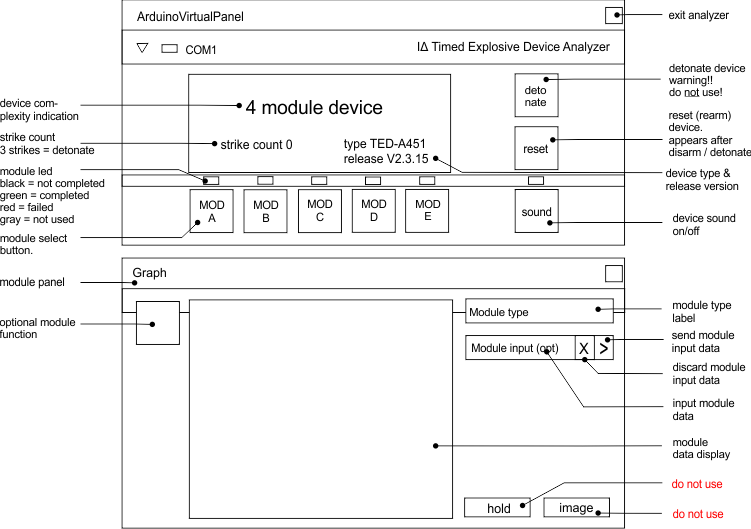 ArduinoVirtualPanel
exit analyzer
COM1
IΔ Timed Explosive Device Analyzer
detonate device
warning!!
do not use!
deto
nate
device com-
plexity indication
4 module device
reset (rearm)
device.
appears after
disarm / detonate
strike count
3 strikes = detonate
strike count 0
type TED-A451
release V2.3.15
reset
module led
black = not completed
green = completed
red = failed
gray = not used
device type &
release version
MOD
A
MOD
B
MOD
C
MOD
D
MOD
E
sound
device sound
on/off
module select
button.
Graph
module panel
optional module
function
Module type
module type
label
Module input (opt)
X
>
send module
input data
discard module
input data
input module
data
module
data display
do not use
hold
image
do not use